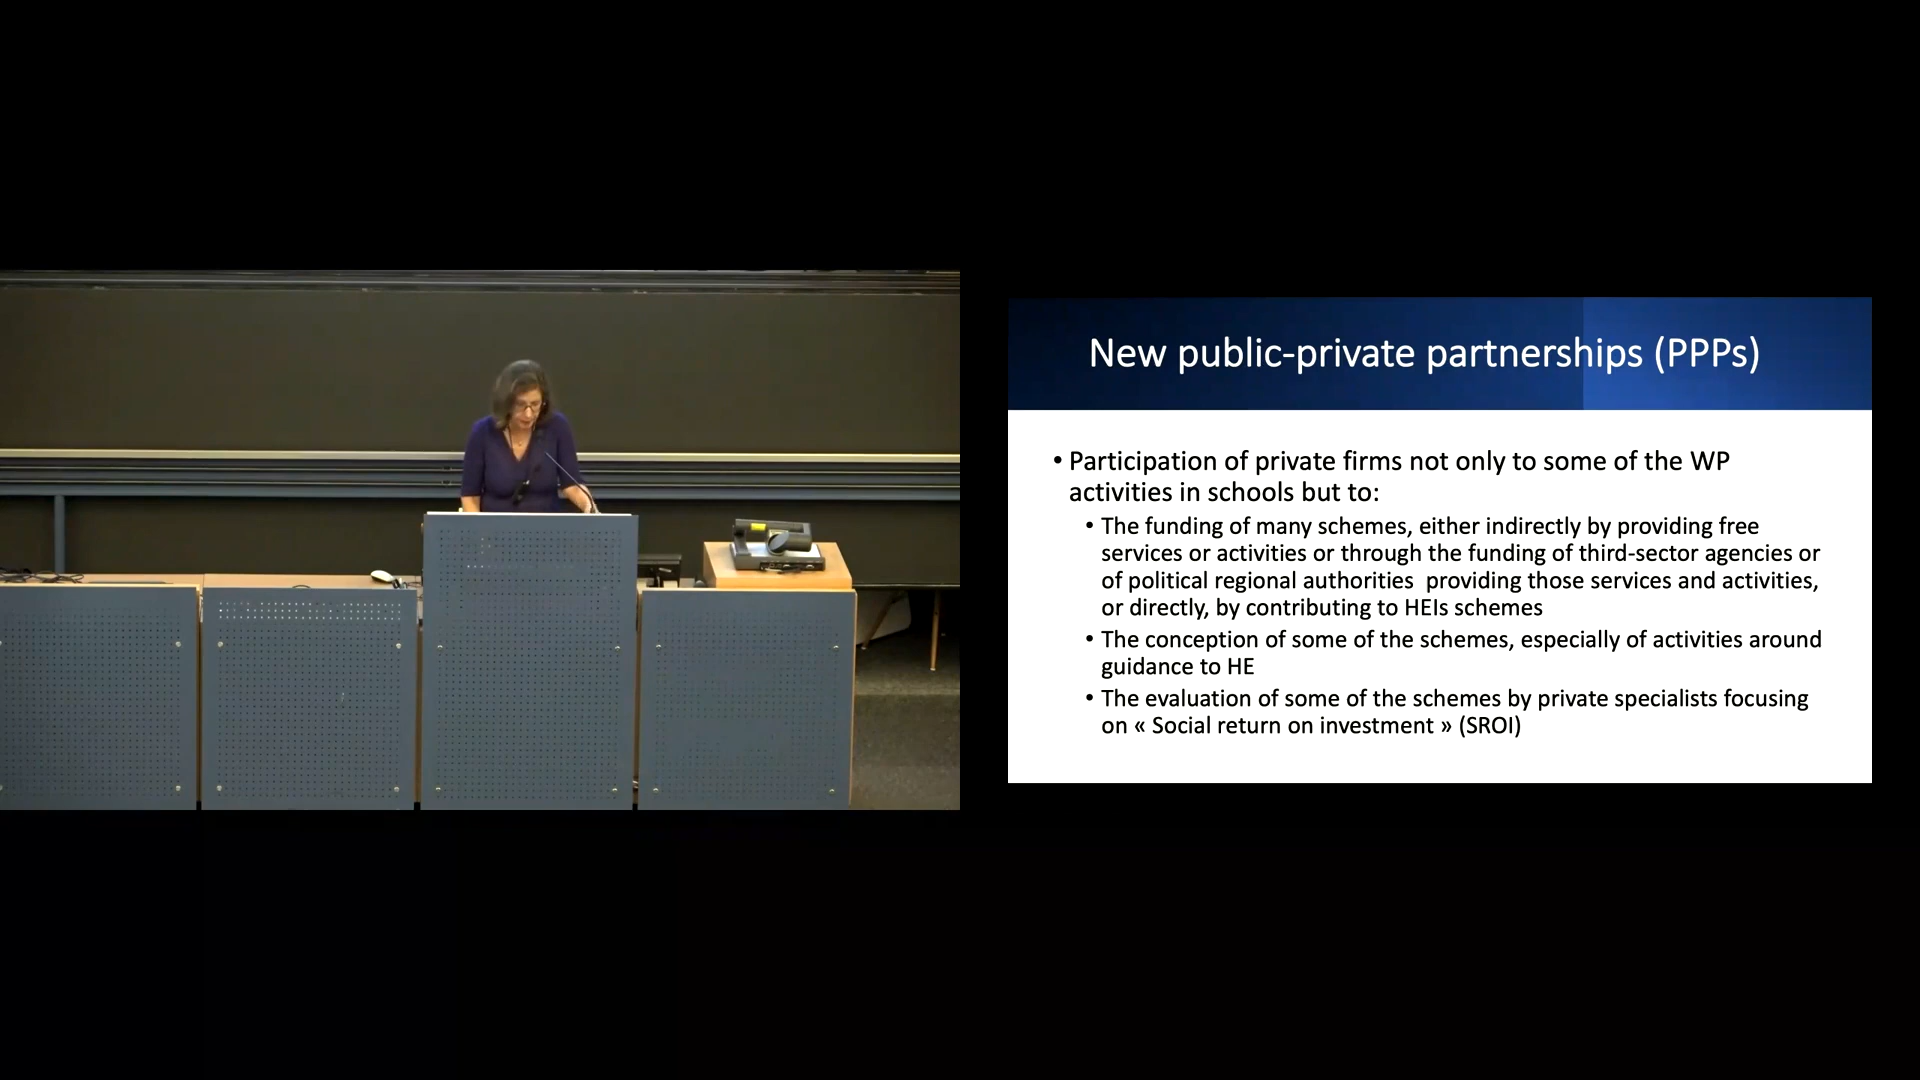 New public-private partnerships (PPPs)
• Participation of private firms not only to some of the WP
activities in schools but to:
• The funding of many schemes, either indirectly by providing free
services or activities or through the funding of third-sector agencies or
of political regional authorities  providing those services and activities,
or directly, by contributing to HEIs schemes
• The conception of some of the schemes, especially of activities around
guidance to HE
• The evaluation of some of the schemes by private specialists focusing
on « Social return on investment » (SROI)